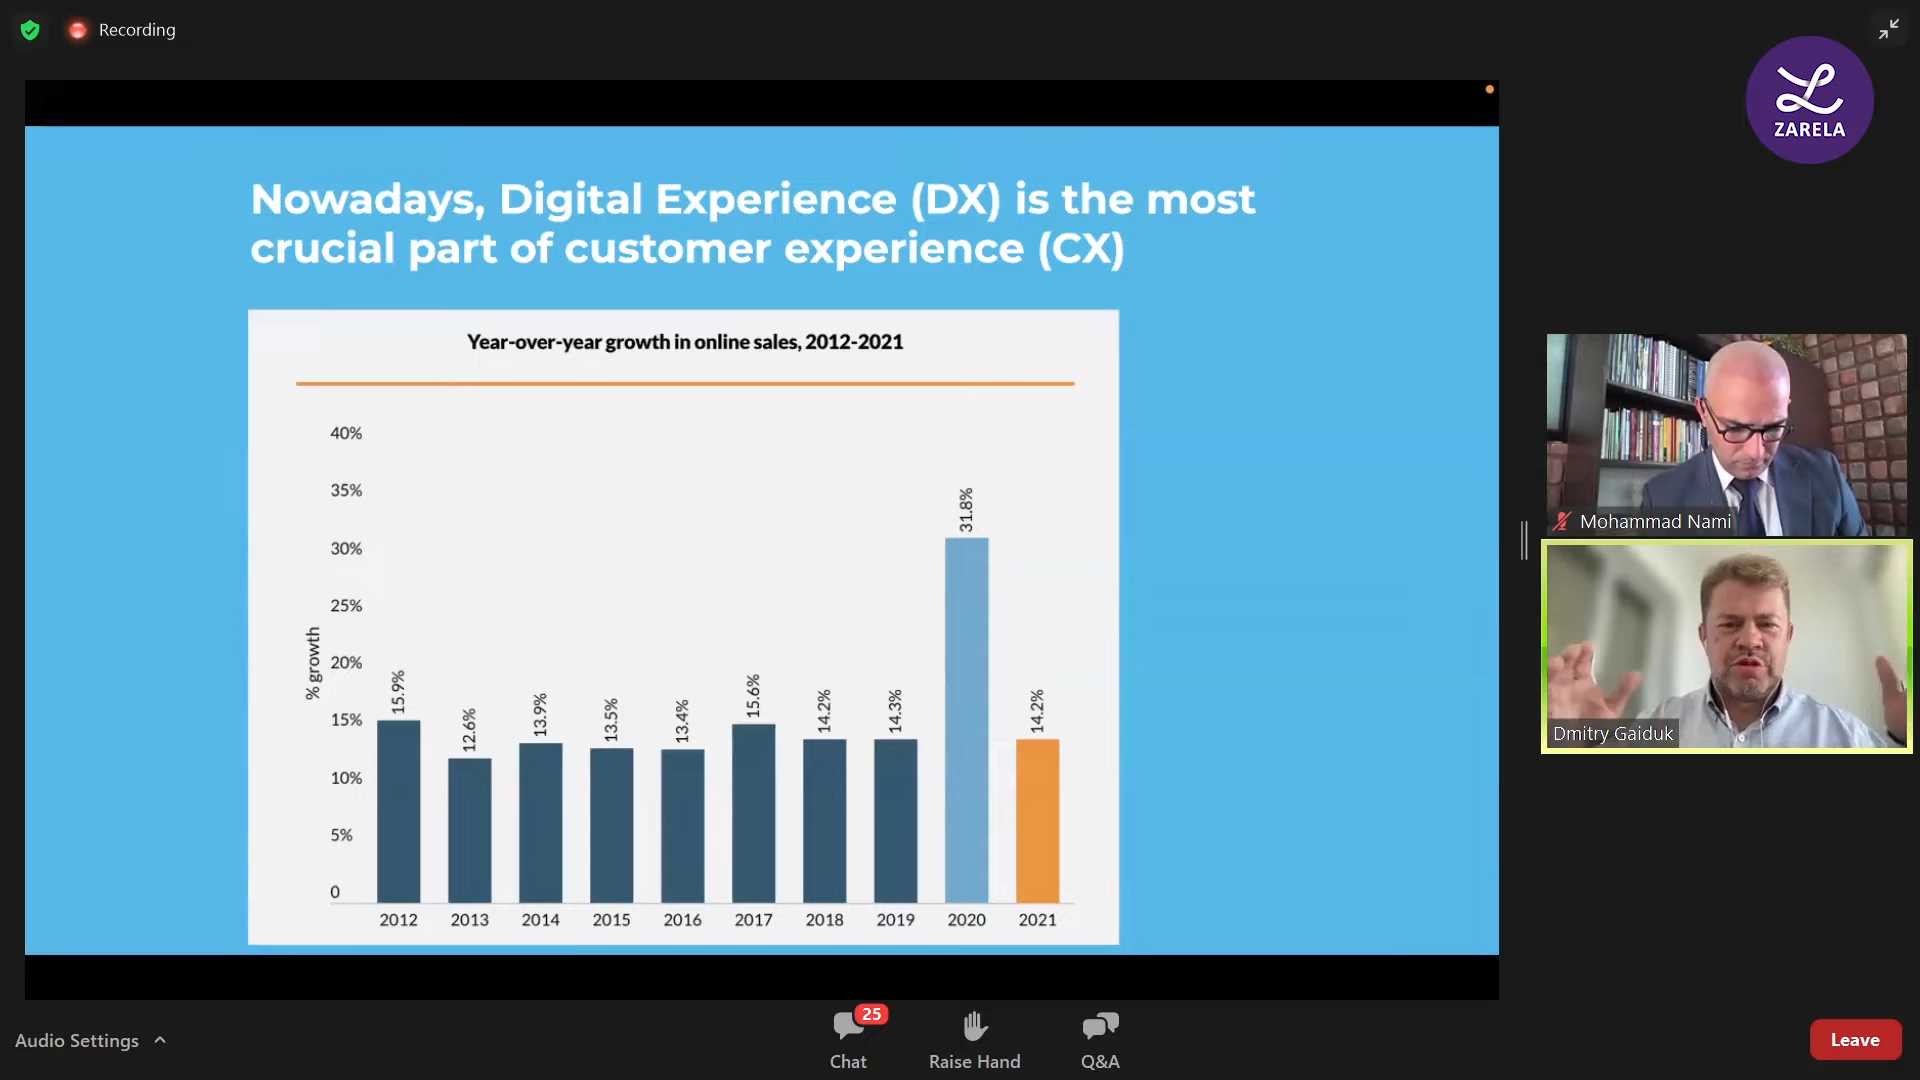 Recording
ZARELA
Nowadays, Digital Experience (DX) is the most
crucial part of customer experience (CX)
Year-over-year growth in online sales, 2012-2021
40%
35%
30%
25%
20%
15%
10%
5%
0
% growth
15.9%
12.6%
13.9%
13.5%
13.4%
15.6%
14.2%
14.3%
31.8%
14.2%
2012 2013 2014 2015 2016 2017 2018 2019 2020 2021
Mohammad Nami
Dmitry Gaiduk
Audio Settings
25
Chat
Raise Hand
Q&A
Leave